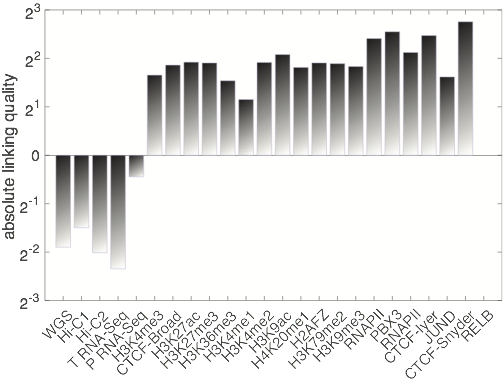 absolute linking quality
2^3
2^2
2^1
0
2^-1
2^-2
2^-3
WGS
Hi-C1
Hi-C2
T RNA-Seq
P RNA-Seq
H3K4me3
CTCF-Broad
H3K27ac
H3K27me3
H3K36me3
H3K4me1
H3K4me2
H3K9ac
H4K20me1
H2AFZ
H3K79me2
H3K9me3
RNAPII
PBX3
RNAPII
CTCF-Iyer
JUND
CTCF-Snyder
RELB